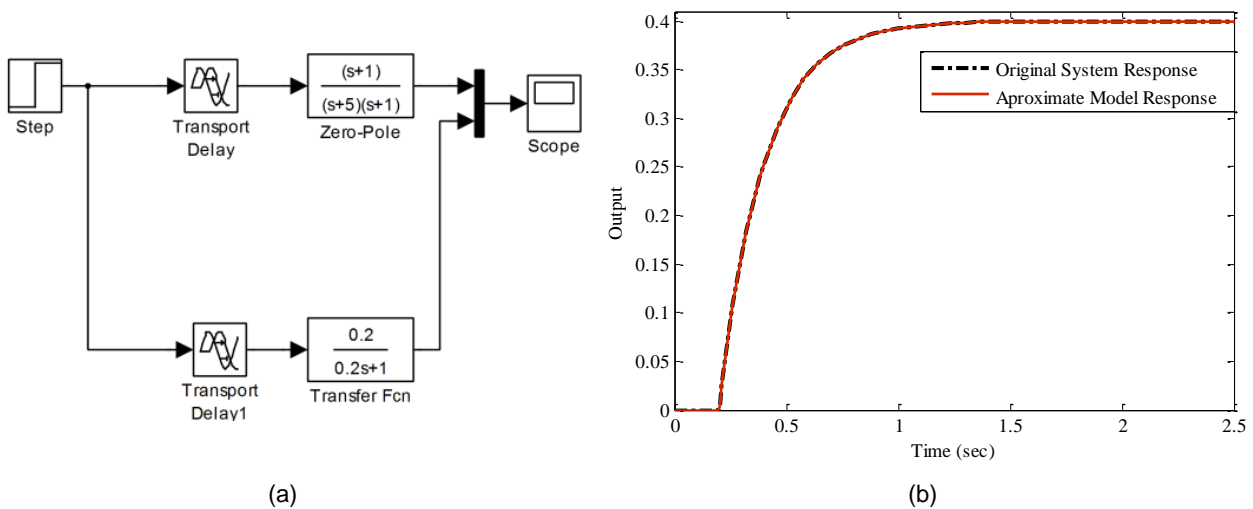 Step
Transport
Delay
(s+1)
(s+5)(s+1)
Zero-Pole
Scope
Transport
Delay1
0.2
0.2s+1
Transfer Fcn
(a)
0.4
0.35
0.3
0.25
0.2
0.15
0.1
0.05
0
Output
Original System Response
Aproximate Model Response
0 0.5 1 1.5 2 2.5
Time (sec)
(b)